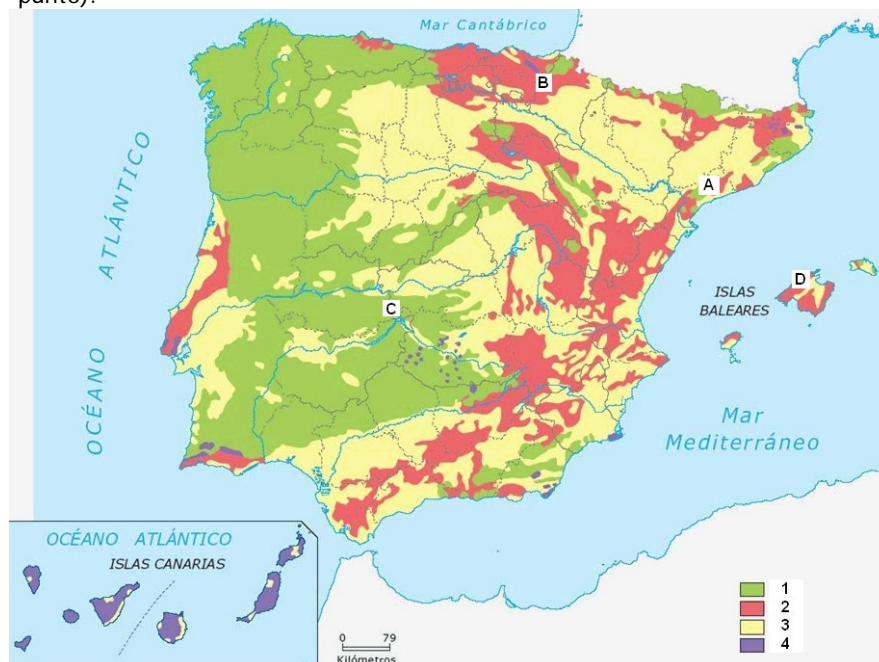 punto).
Mar Cantábrico
B
A
OCÉANO ATLÁNTICO
D
ISLAS
BALEARES
C
Mar
Mediterráneo
OCÉANO ATLÁNTICO
ISLAS CANARIAS
1
2
3
4
0 79
Kilómetros